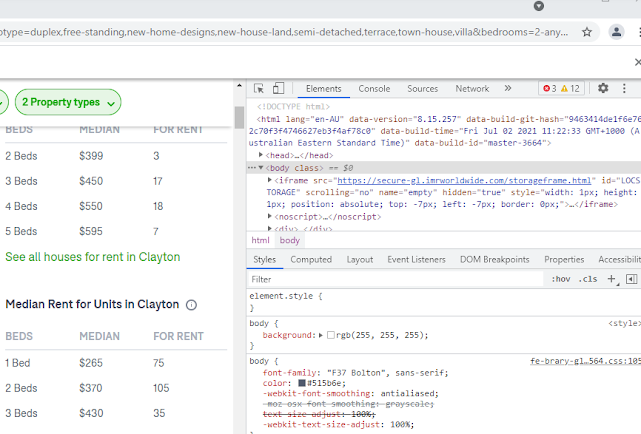 otype=duplex,free-standing,new-home-designs,new-house-land,semi-detached,terrace,town-house,villa&bedrooms=2-any...
2 Property types
BEDS MEDIAN FOR RENT
2 Beds $399 3
3 Beds $450 17
4 Beds $550 18
5 Beds $595 7
See all houses for rent in Clayton
Median Rent for Units in Clayton
BEDS MEDIAN FOR RENT
1 Bed $265 75
2 Beds $370 105
3 Beds $430 35
Elements Console Sources Network » 3 12
<!DOCTYPE html>
<html lang="en-AU" data-version="8.15.257" data-build-git-hash="9463414de1f6e76
2c70f3f4746627eb3f4af78c0" data-build-time="Fri Jul 02 2021 11:22:33 GMT+1000 (A
ustralian Eastern Standard Time)" data-build-id="master-3664">
<head>…</head>
<body class> == $0
<iframe src="https://secure-gl.imrworldwide.com/storageframe.html" id="LOCS
TORAGE" scrolling="no" name="empty" hidden="true" style="width: 1px; height:
1px; position: absolute; top: -7px; left: -7px; border: 0px;">…</iframe>
<noscript>…</noscript>
<div>…</div>
html body
Styles Computed Layout Event Listeners DOM Breakpoints Properties Accessibili
Filter :hov .cls +
element.style {
}
body { <style>
background: rgb(255, 255, 255);
}
body { fe-brary-gl…564.css:105
font-family: "F37 Bolton", sans-serif;
color: #515b6e;
-webkit-font-smoothing: antialiased;
-moz-osx-font-smoothing: grayscale;
text-size-adjust: 100%;
-webkit-text-size-adjust: 100%;